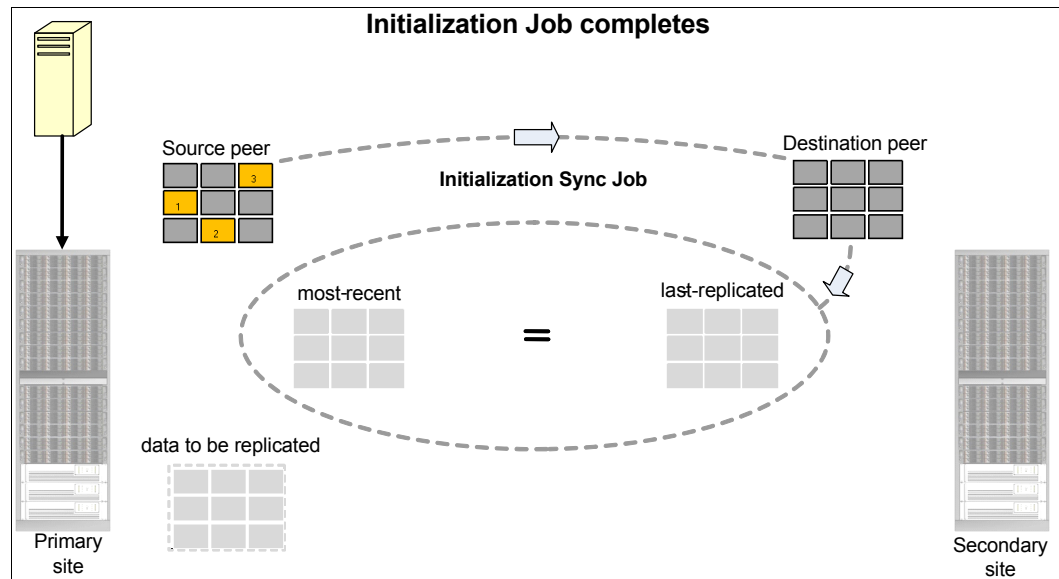 Initialization Job completes
Source peer
Destination peer
3
Initialization Sync Job
1
2
most-recent
last-replicated
=
data to be replicated
Primary
site
Secondary
site